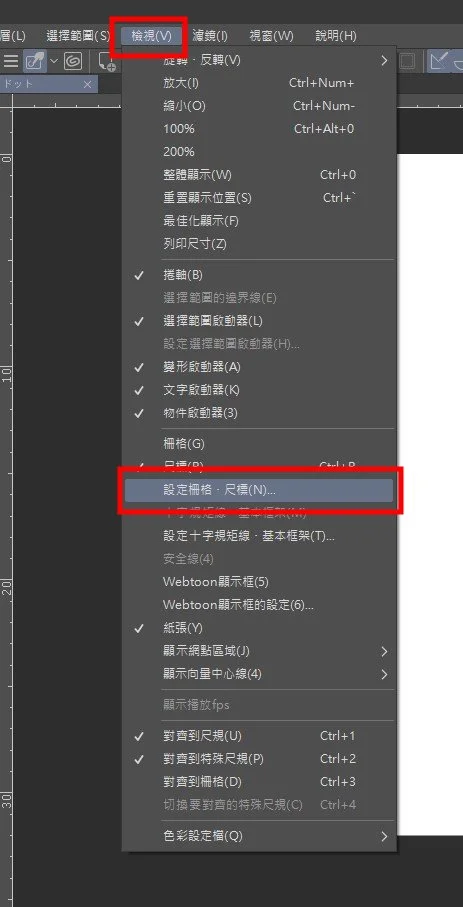 層(L) 選擇範圍(S) 檢視(V) 濾鏡(I) 視窗(W) 說明(H)
ドット
旋轉・反轉(V)
放大(I) Ctrl+Num+
縮小(O) Ctrl+Num-
100% Ctrl+Alt+0
200%
整體顯示(W) Ctrl+0
重置顯示位置(S) Ctrl+`
最佳化顯示(F)
列印尺寸(Z)
捲軸(B)
選擇範圍的邊界線(E)
選擇範圍啟動器(L)
設定選擇範圍啟動器(H)...
變形啟動器(A)
文字啟動器(K)
物件啟動器(3)
柵格(G)
尺標(R) Ctrl+R
設定柵格・尺標(N)...
十字規矩線・基本框架(M)
設定十字規矩線・基本框架(T)...
安全線(4)
Webtoon顯示框(5)
Webtoon顯示框的設定(6)...
紙張(Y)
顯示網點區域(J)
顯示向量中心線(4)
顯示播放fps
對齊到尺規(U) Ctrl+1
對齊到特殊尺規(P) Ctrl+2
對齊到柵格(D) Ctrl+3
切換要對齊的特殊尺規(C) Ctrl+4
色彩設定檔(Q)
0
10
20
30